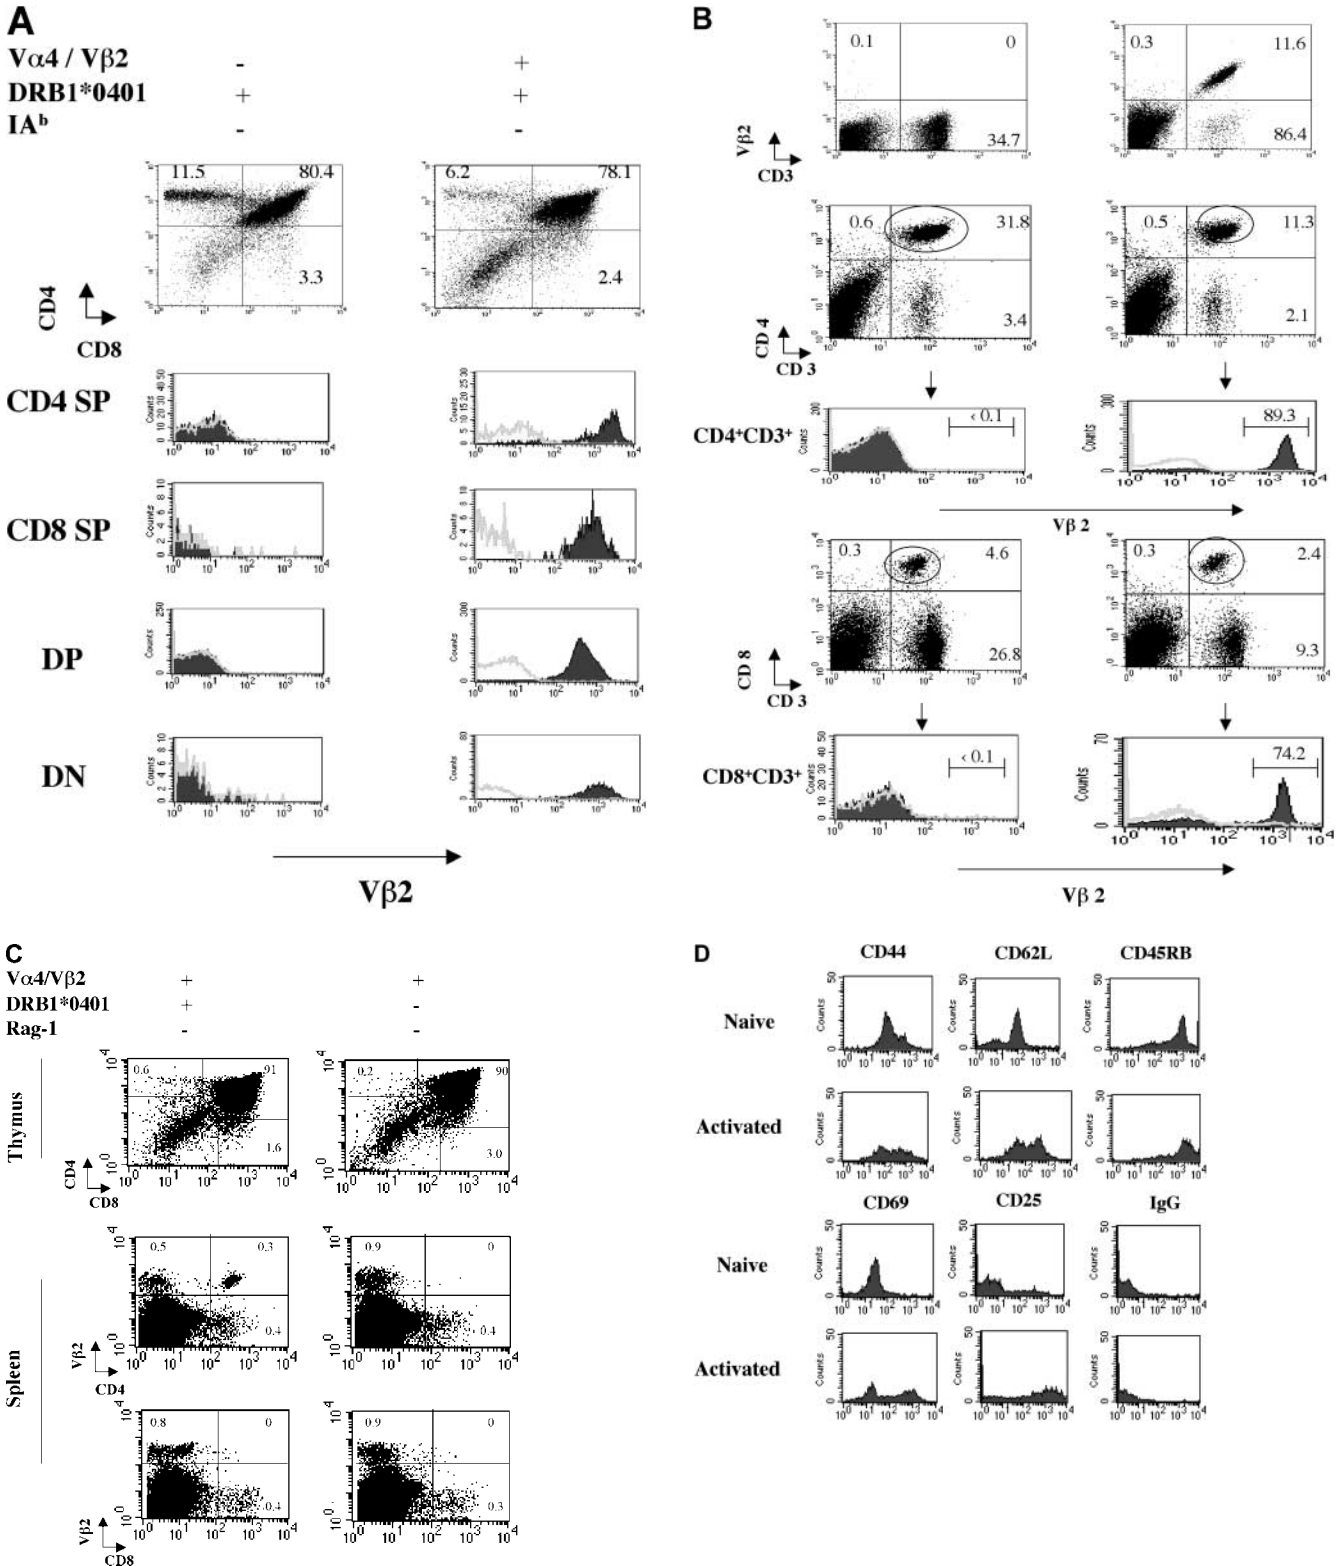 A
Vα4 / Vβ2 - +
DRB1*0401 + +
IAᵇ - -
11.5 80.4
3.3
6.2 78.1
2.4
CD4
CD8
CD4 SP
CD8 SP
DP
DN
Counts
Vβ2
B
0.1 0
34.7
0.3 11.6
86.4
Vβ2
CD3
0.6 31.8
3.4
0.5 11.3
2.1
CD 4
CD 3
CD4⁺CD3⁺
Counts
< 0.1
89.3
Vβ 2
0.3 4.6
26.8
0.3 2.4
9.3
CD 8
CD 3
CD8⁺CD3⁺
Counts
< 0.1
74.2
Vβ 2
C
Vα4/Vβ2 + +
DRB1*0401 + -
Rag-1 - -
Thymus
0.6 91
1.6
0.2 90
3.0
CD4
CD8
Spleen
0.5 0.3
0.4
0.9 0
0.4
Vβ2
CD4
0.8 0
0.4
0.9 0
0.3
Vβ2
CD8
D
CD44 CD62L CD45RB
Naive
Activated
CD69 CD25 IgG
Naive
Activated
Counts